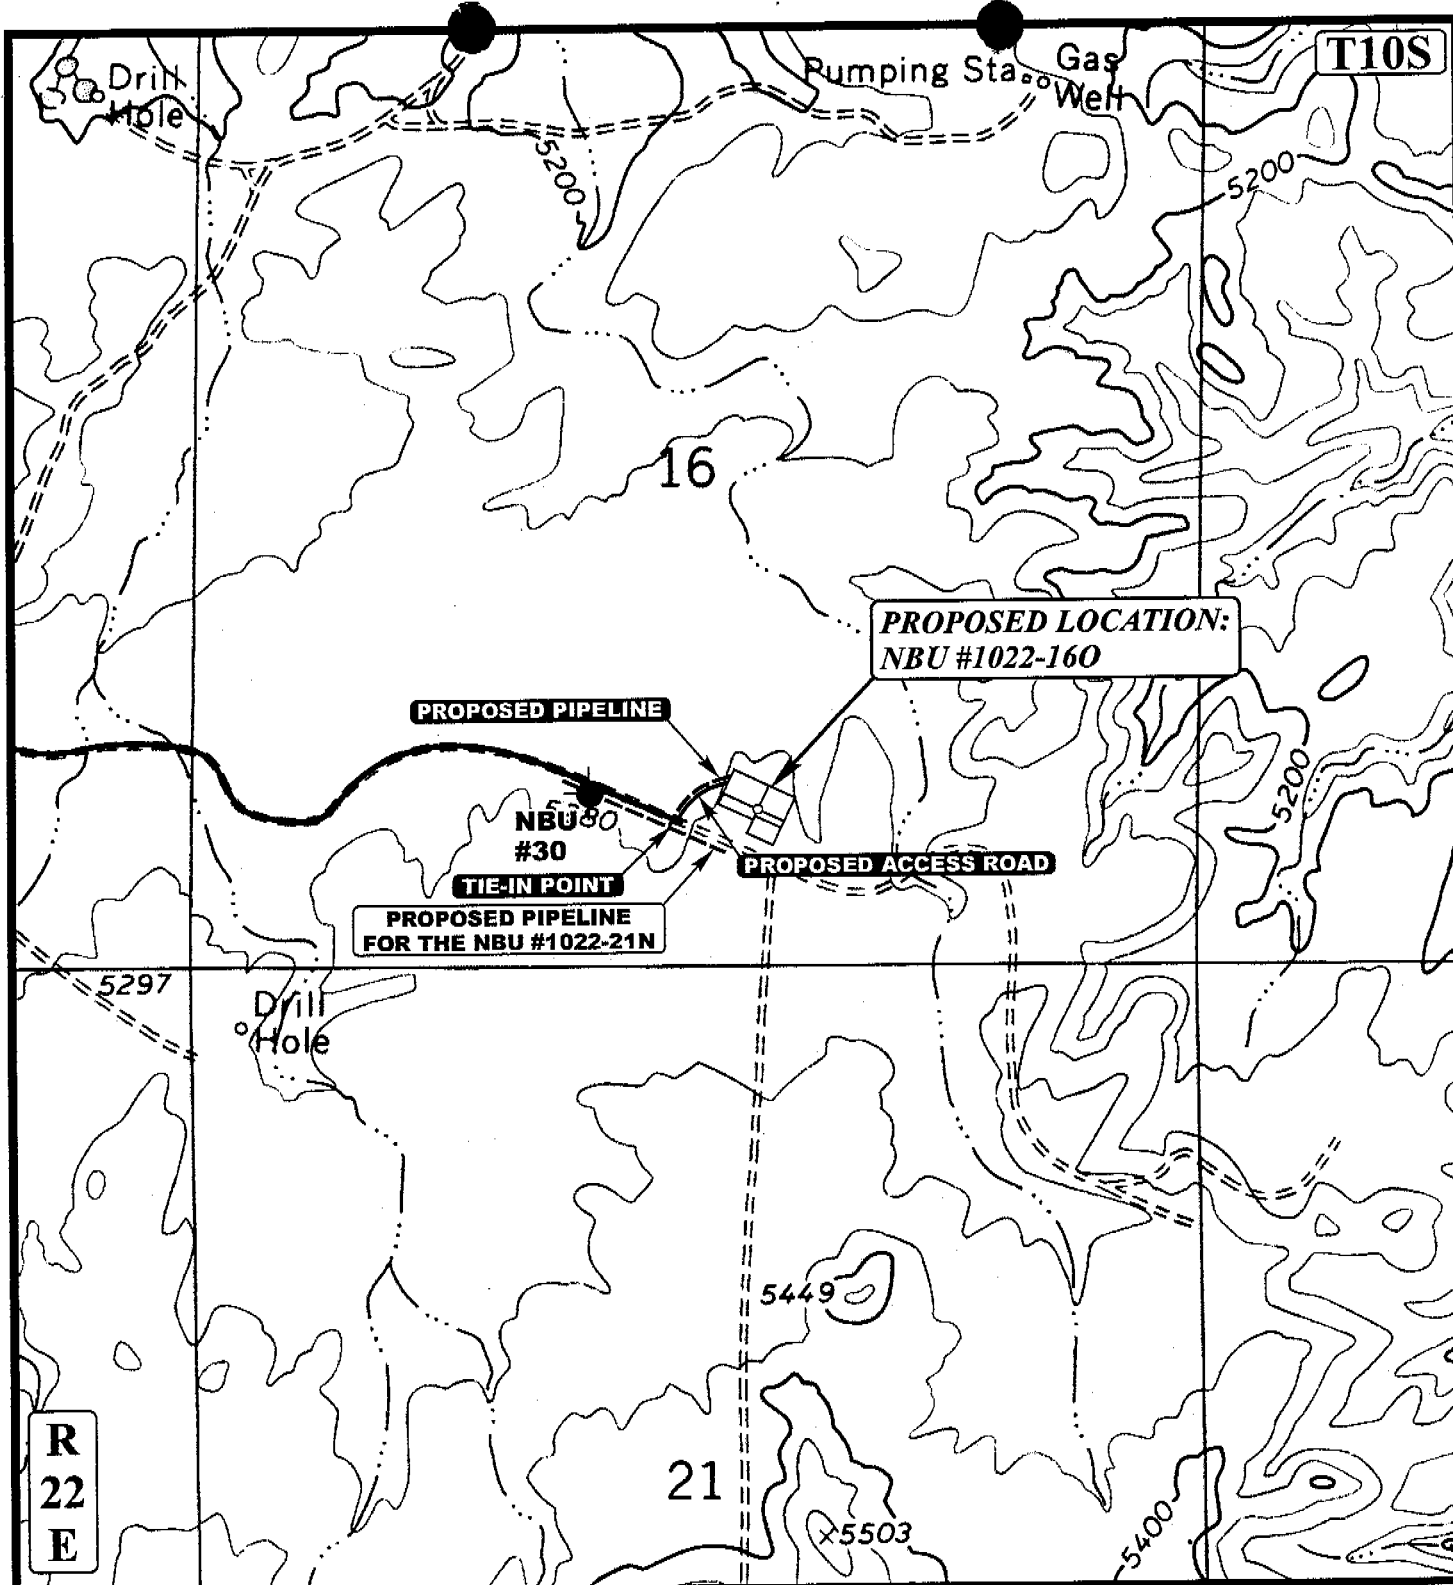 T10S
Drill
Hole
Pumping Sta.
Gas
Well
5200
5200
16
PROPOSED LOCATION:
NBU #1022-16O
PROPOSED PIPELINE
5200
NBU
#30
PROPOSED ACCESS ROAD
TIE-IN POINT
PROPOSED PIPELINE
FOR THE NBU #1022-21N
5297
Drill
Hole
5449
R
22
E
21
5503
5400